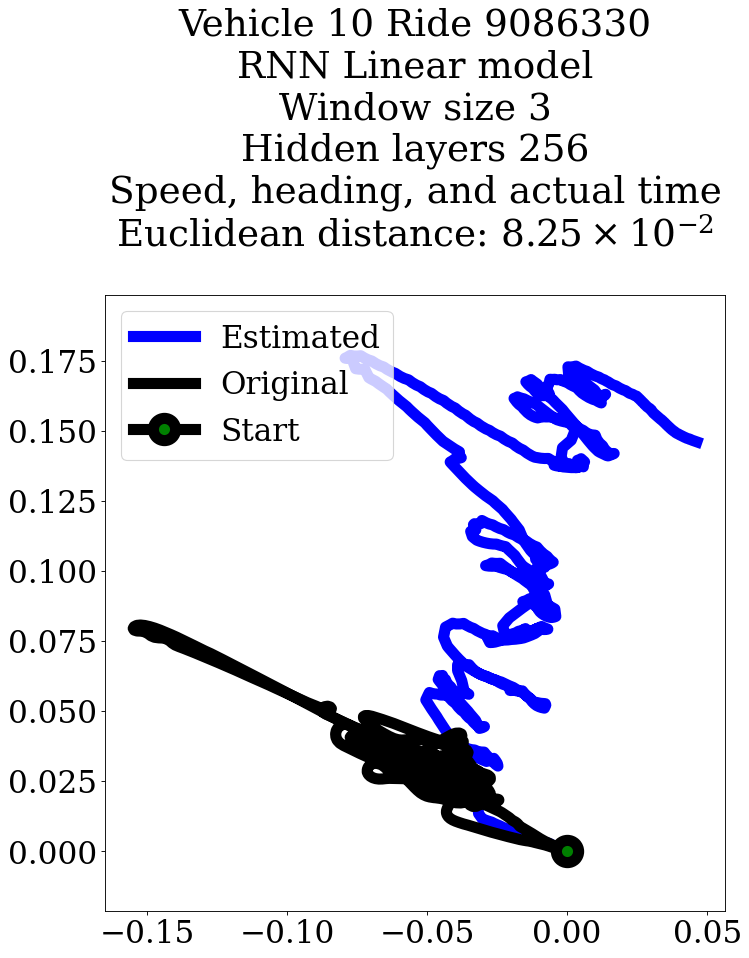 Vehicle 10 Ride 9086330
RNN Linear model
Window size 3
Hidden layers 256
Speed, heading, and actual time
Euclidean distance: 8.25 × 10⁻²
Estimated
Original
Start
0.175
0.150
0.125
0.100
0.075
0.050
0.025
0.000
−0.15 −0.10 −0.05 0.00 0.05